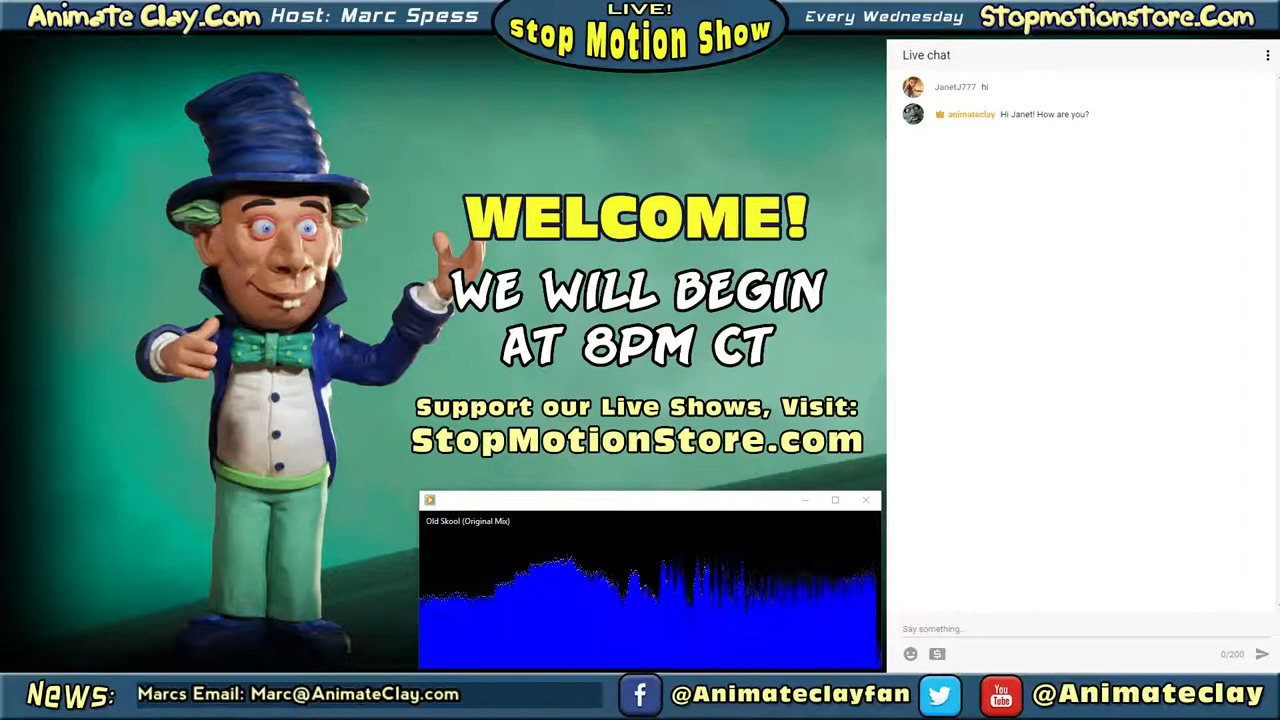 Animate Clay.Com Host: Marc Spess
LIVE!
Stop Motion Show
Every Wednesday Stopmotionstore.Com
Live chat
JanetJ777 hi
animateclay Hi Janet! How are you?
WELCOME!
WE WILL BEGIN
AT 8PM CT
Support our Live Shows, Visit:
StopMotionStore.com
Old Skool (Original Mix)
Say something...
0/200
News: Marcs Email: Marc@AnimateClay.com
@Animateclayfan
You
Tube
@Animateclay